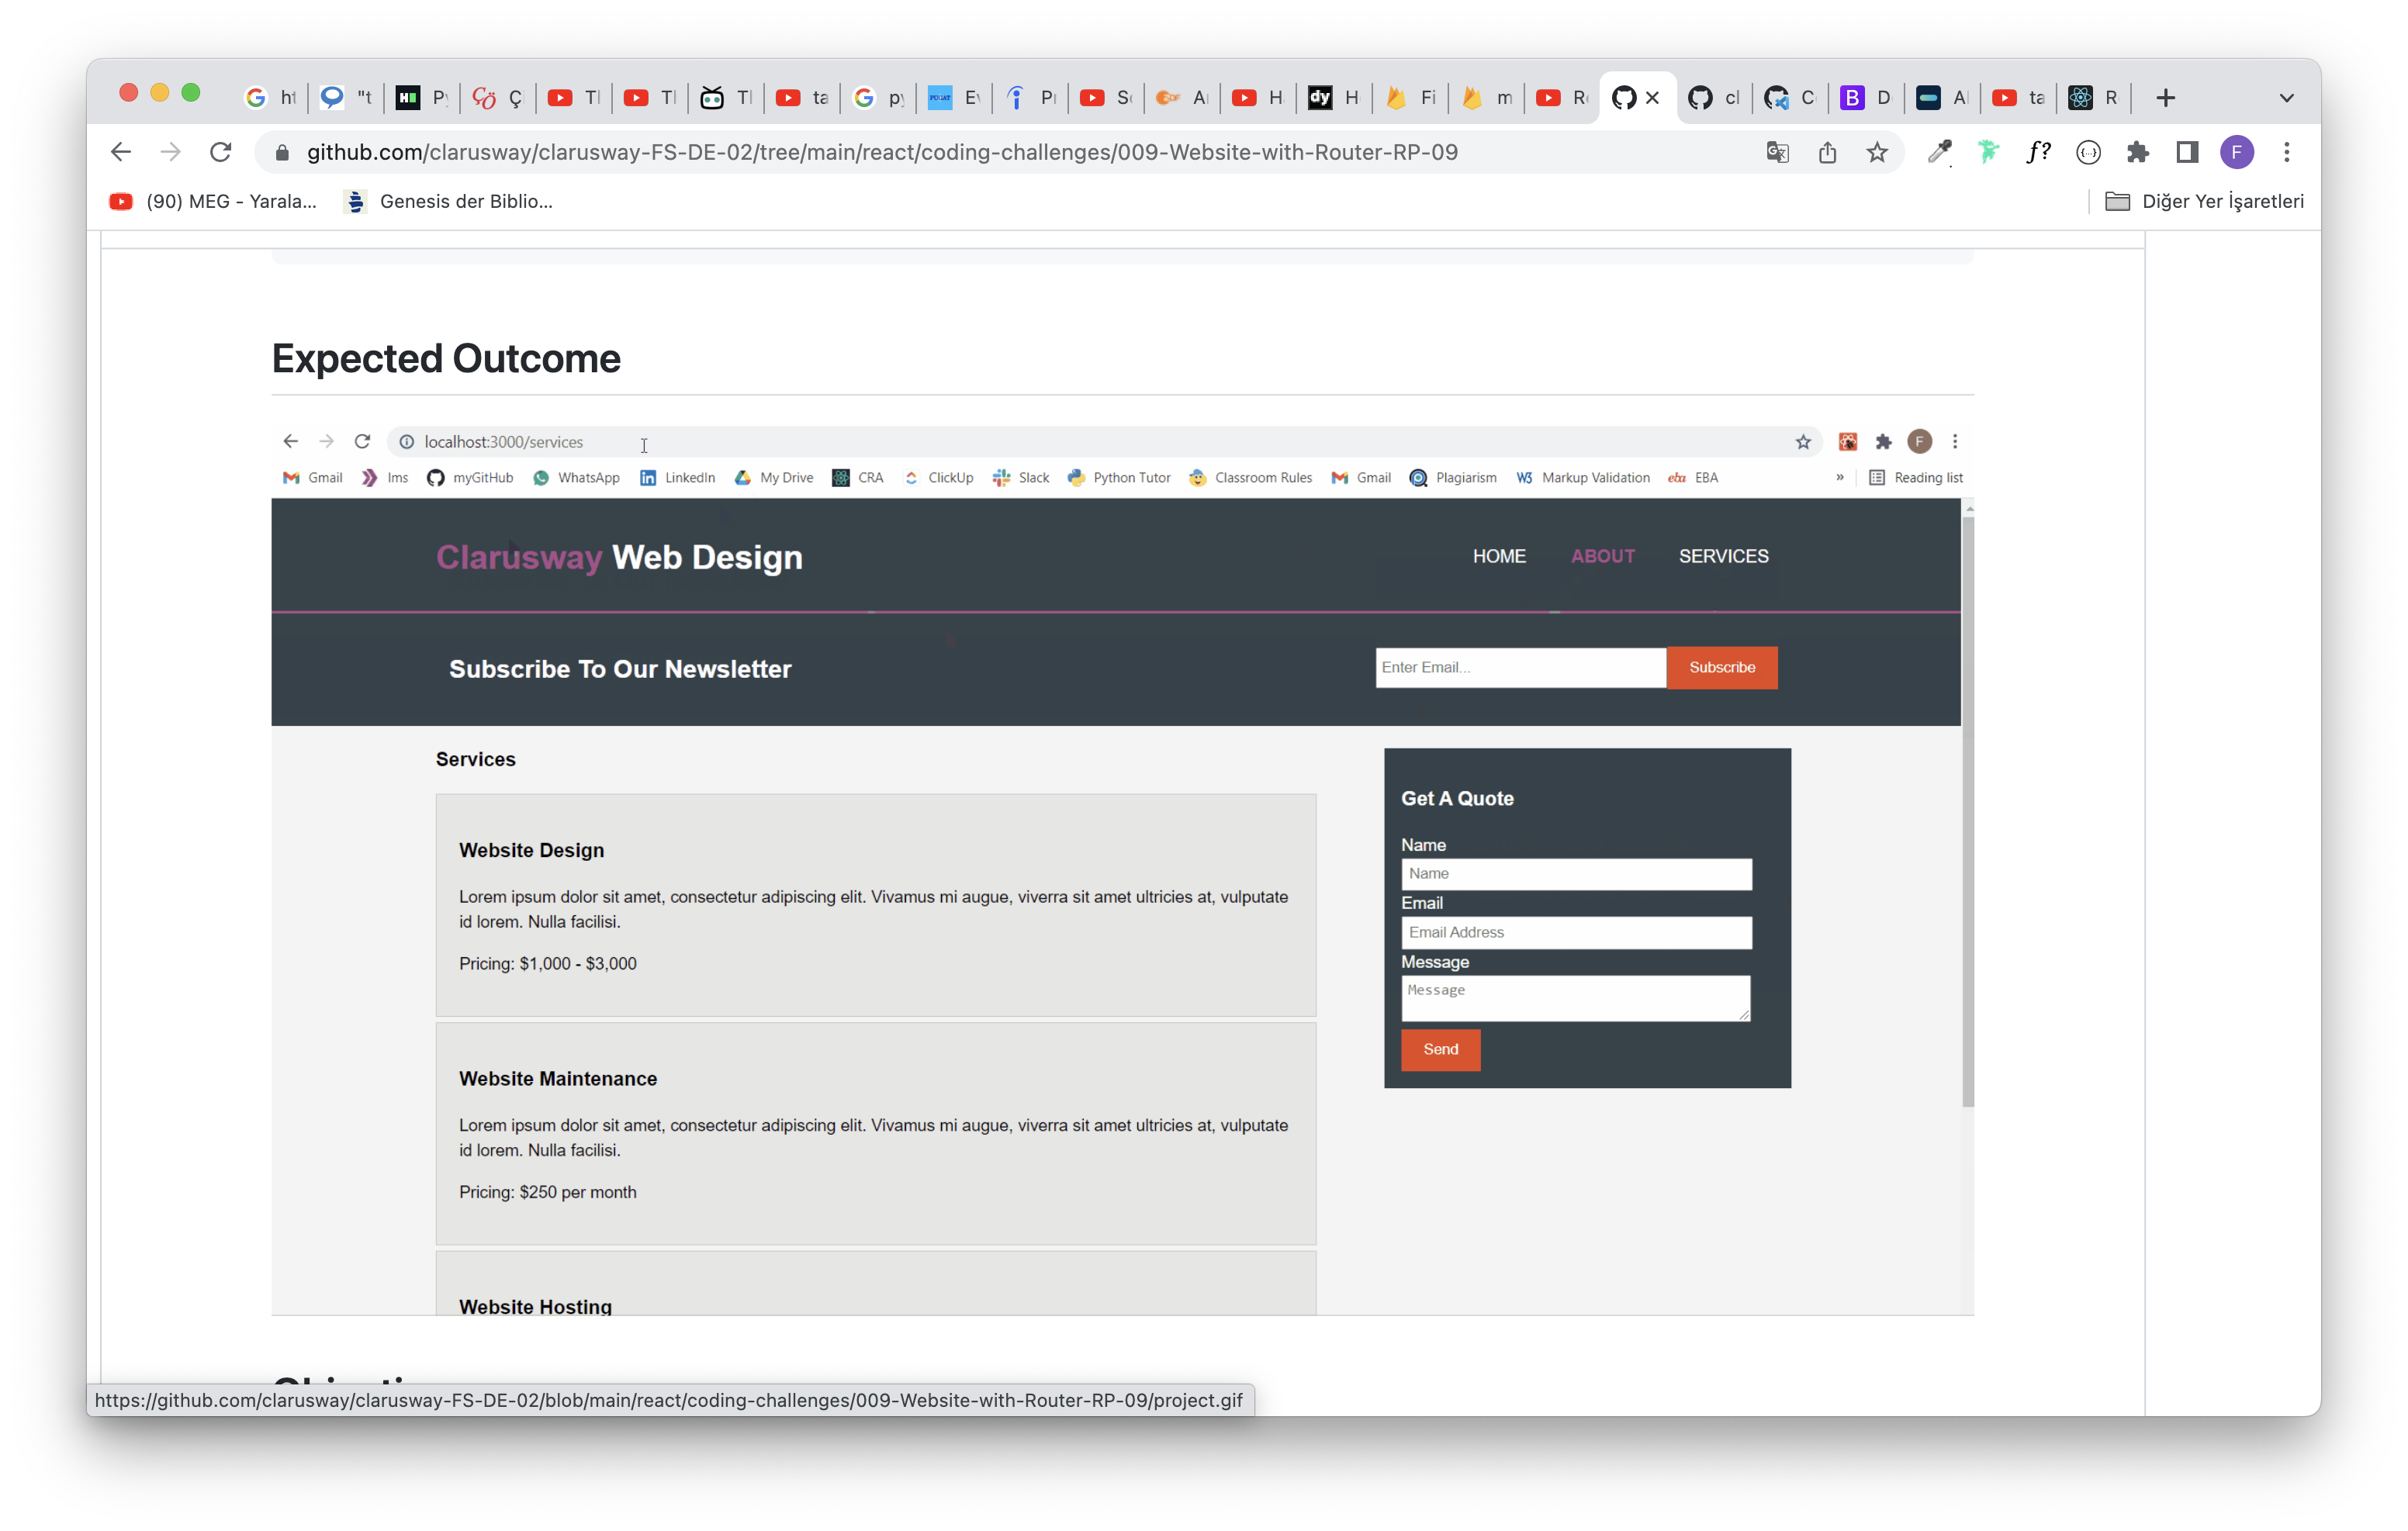 github.com/clarusway/clarusway-FS-DE-02/tree/main/react/coding-challenges/009-Website-with-Router-RP-09
(90) MEG - Yarala...
Genesis der Biblio...
Diğer Yer İşaretleri
Expected Outcome
localhost:3000/services
Gmail lms myGitHub WhatsApp LinkedIn My Drive CRA ClickUp Slack Python Tutor Classroom Rules Gmail Plagiarism Markup Validation eba EBA » Reading list
Clarusway Web Design
HOME ABOUT SERVICES
Subscribe To Our Newsletter
Enter Email...
Subscribe
Services
Website Design
Lorem ipsum dolor sit amet, consectetur adipiscing elit. Vivamus mi augue, viverra sit amet ultricies at, vulputate
id lorem. Nulla facilisi.
Pricing: $1,000 - $3,000
Website Maintenance
Lorem ipsum dolor sit amet, consectetur adipiscing elit. Vivamus mi augue, viverra sit amet ultricies at, vulputate
id lorem. Nulla facilisi.
Pricing: $250 per month
Website Hosting
Get A Quote
Name
Name
Email
Email Address
Message
Message
Send
https://github.com/clarusway/clarusway-FS-DE-02/blob/main/react/coding-challenges/009-Website-with-Router-RP-09/project.gif